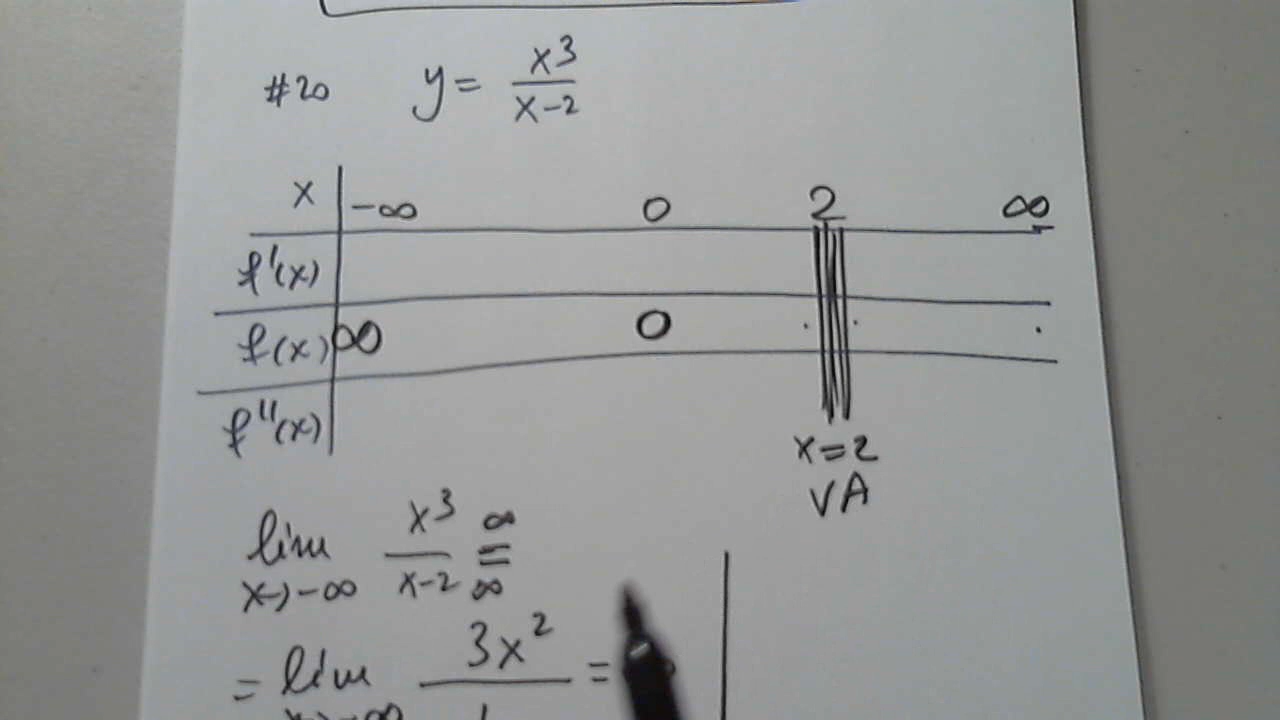 #20 y = x³/(x-2)
x -∞ 0 2 ∞
f'(x)
f(x) ∞ 0 . . .
f''(x)
x=2
VA
lim x→-∞ x³/(x-2) = ∞/∞
= lim x→-∞ 3x²/1 =